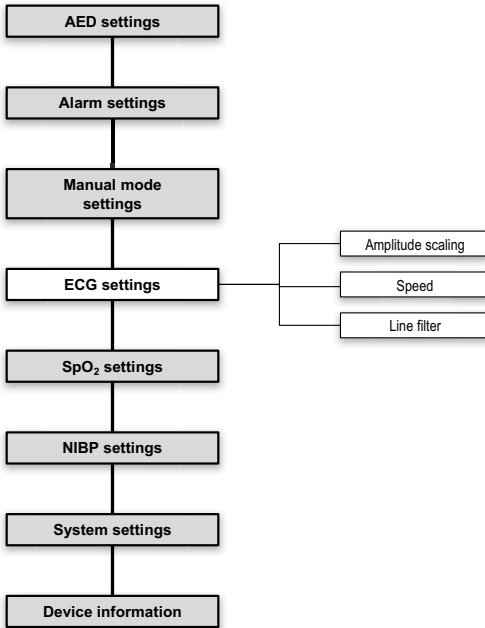 AED settings
Alarm settings
Manual mode
settings
ECG settings
Amplitude scaling
Speed
Line filter
SpO₂ settings
NIBP settings
System settings
Device information